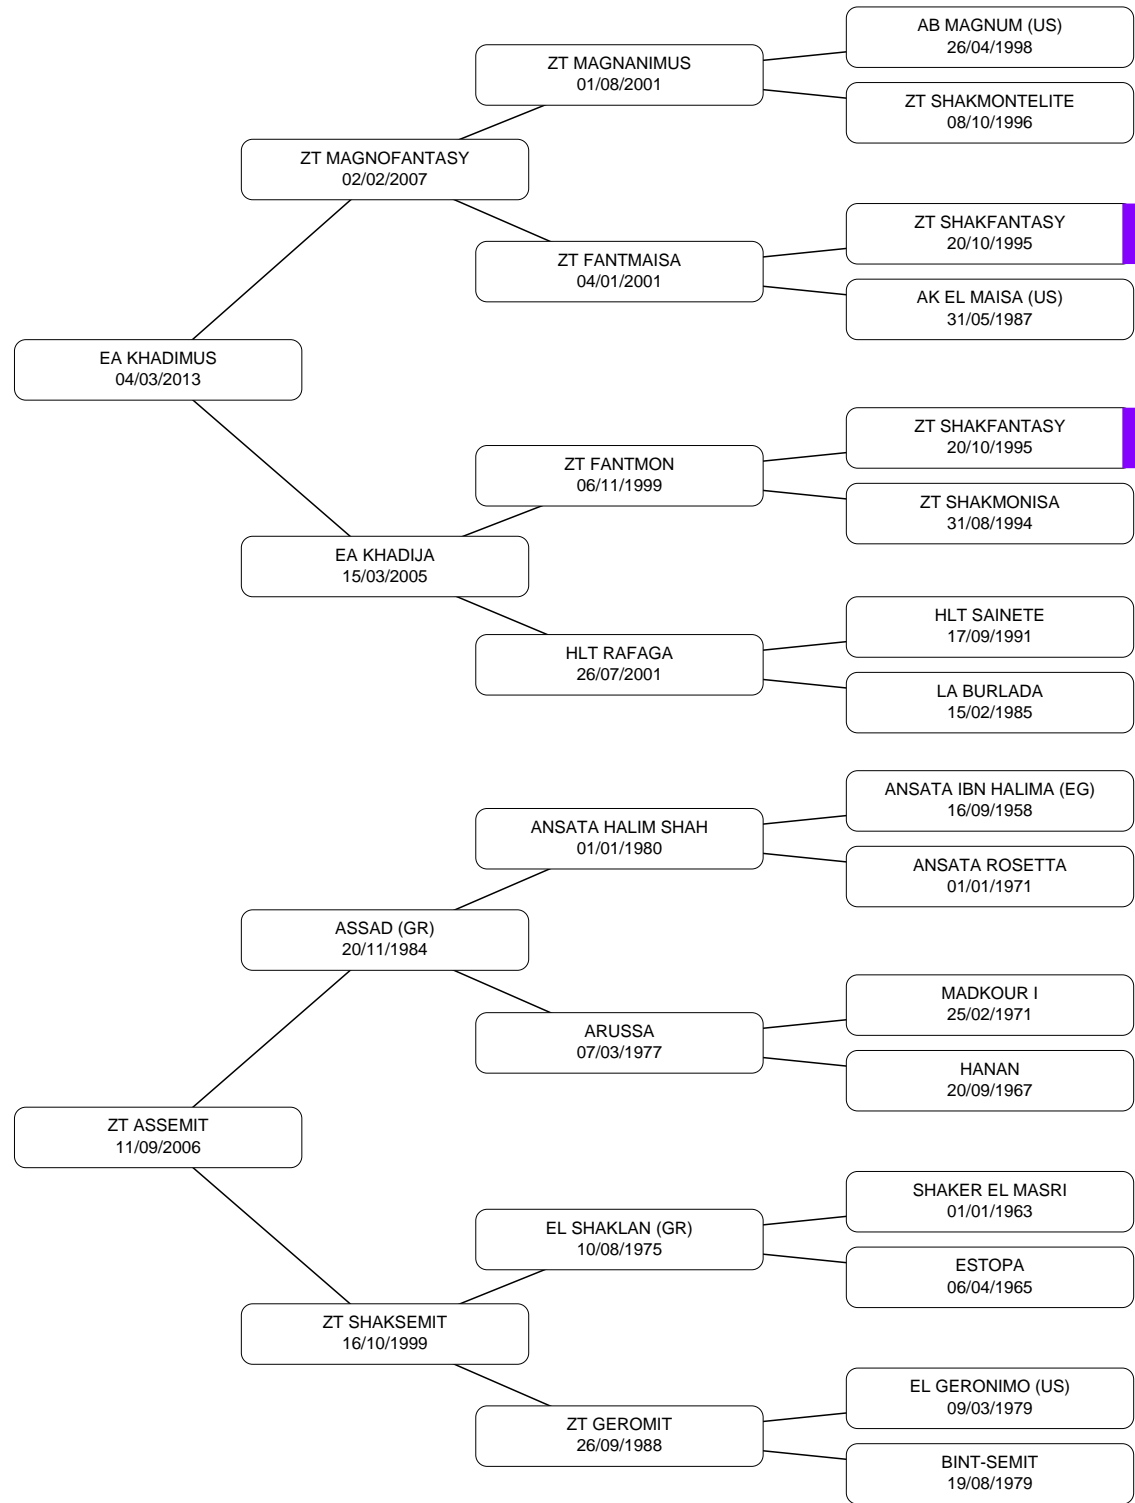 AB MAGNUM (US)
26/04/1998
ZT MAGNANIMUS
01/08/2001
ZT SHAKMONTELITE
08/10/1996
ZT MAGNOFANTASY
02/02/2007
ZT SHAKFANTASY
20/10/1995
ZT FANTMAISA
04/01/2001
AK EL MAISA (US)
31/05/1987
EA KHADIMUS
04/03/2013
ZT SHAKFANTASY
20/10/1995
ZT FANTMON
06/11/1999
ZT SHAKMONISA
31/08/1994
EA KHADIJA
15/03/2005
HLT SAINETE
17/09/1991
HLT RAFAGA
26/07/2001
LA BURLADA
15/02/1985
ANSATA IBN HALIMA (EG)
16/09/1958
ANSATA HALIM SHAH
01/01/1980
ANSATA ROSETTA
01/01/1971
ASSAD (GR)
20/11/1984
MADKOUR I
25/02/1971
ARUSSA
07/03/1977
HANAN
20/09/1967
ZT ASSEMIT
11/09/2006
SHAKER EL MASRI
01/01/1963
EL SHAKLAN (GR)
10/08/1975
ESTOPA
06/04/1965
ZT SHAKSEMIT
16/10/1999
EL GERONIMO (US)
09/03/1979
ZT GEROMIT
26/09/1988
BINT-SEMIT
19/08/1979